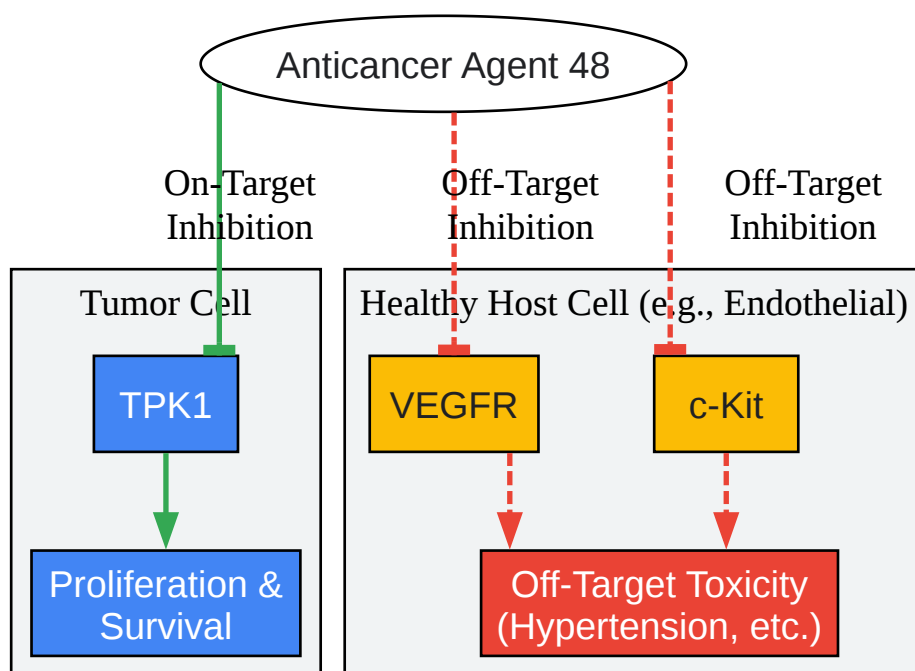 Anticancer Agent 48
On-Target
Inhibition
Off-Target
Inhibition
Off-Target
Inhibition
Tumor Cell
Healthy Host Cell (e.g., Endothelial)
TPK1
VEGFR
c-Kit
Proliferation &
Survival
Off-Target Toxicity
(Hypertension, etc.)